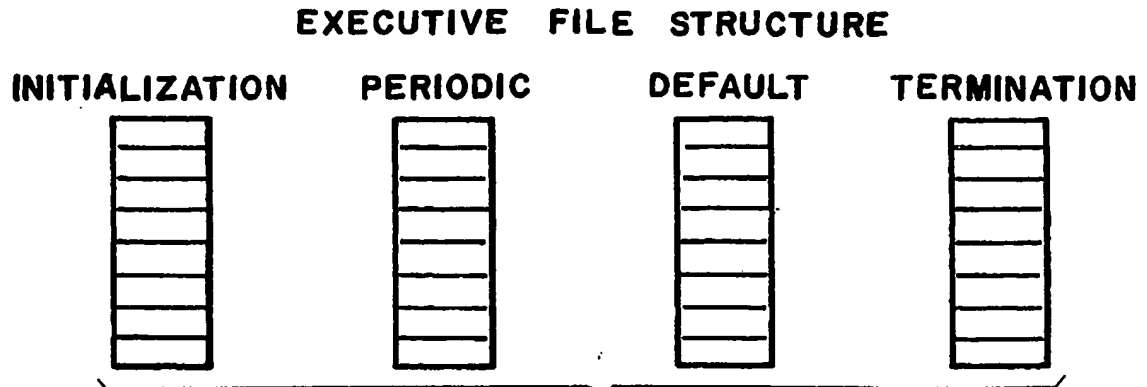 EXECUTIVE FILE STRUCTURE
INITIALIZATION PERIODIC DEFAULT TERMINATION